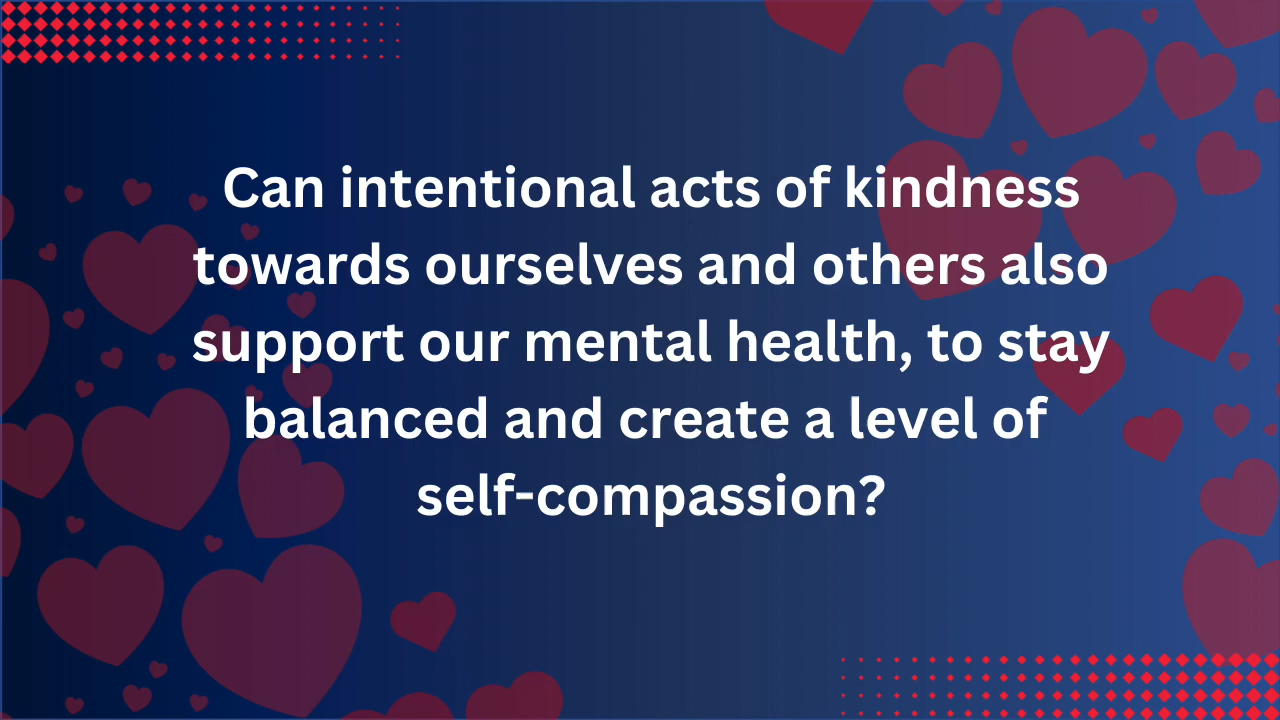 Can intentional acts of kindness
towards ourselves and others also
support our mental health, to stay
balanced and create a level of
self-compassion?